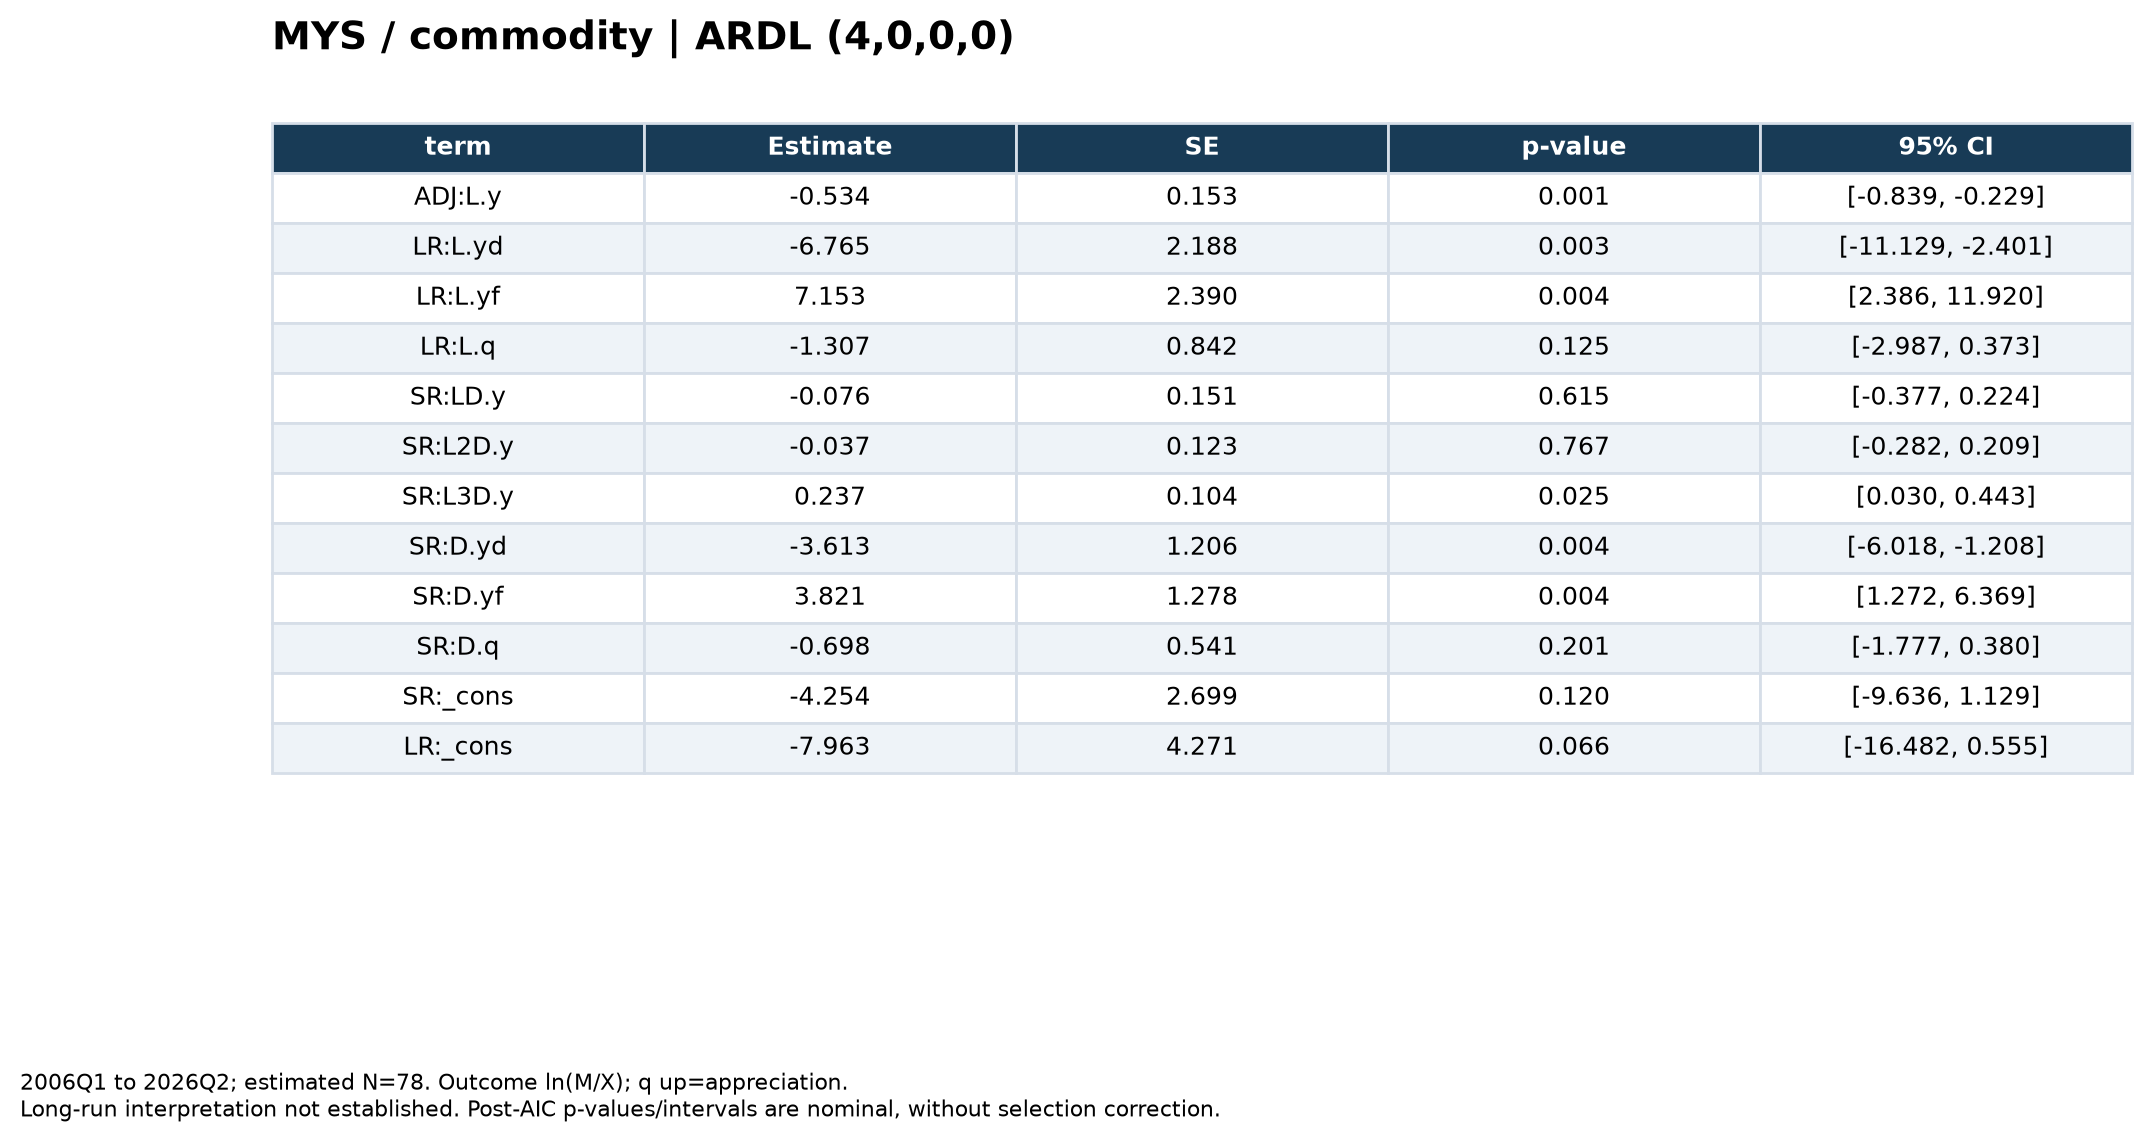 MYS / commodity | ARDL (4,0,0,0)
term Estimate SE p-value 95% CI
ADJ:L.y -0.534 0.153 0.001 [-0.839, -0.229]
LR:L.yd -6.765 2.188 0.003 [-11.129, -2.401]
LR:L.yf 7.153 2.390 0.004 [2.386, 11.920]
LR:L.q -1.307 0.842 0.125 [-2.987, 0.373]
SR:LD.y -0.076 0.151 0.615 [-0.377, 0.224]
SR:L2D.y -0.037 0.123 0.767 [-0.282, 0.209]
SR:L3D.y 0.237 0.104 0.025 [0.030, 0.443]
SR:D.yd -3.613 1.206 0.004 [-6.018, -1.208]
SR:D.yf 3.821 1.278 0.004 [1.272, 6.369]
SR:D.q -0.698 0.541 0.201 [-1.777, 0.380]
SR:_cons -4.254 2.699 0.120 [-9.636, 1.129]
LR:_cons -7.963 4.271 0.066 [-16.482, 0.555]
2006Q1 to 2026Q2; estimated N=78. Outcome ln(M/X); q up=appreciation.
Long-run interpretation not established. Post-AIC p-values/intervals are nominal, without selection correction.